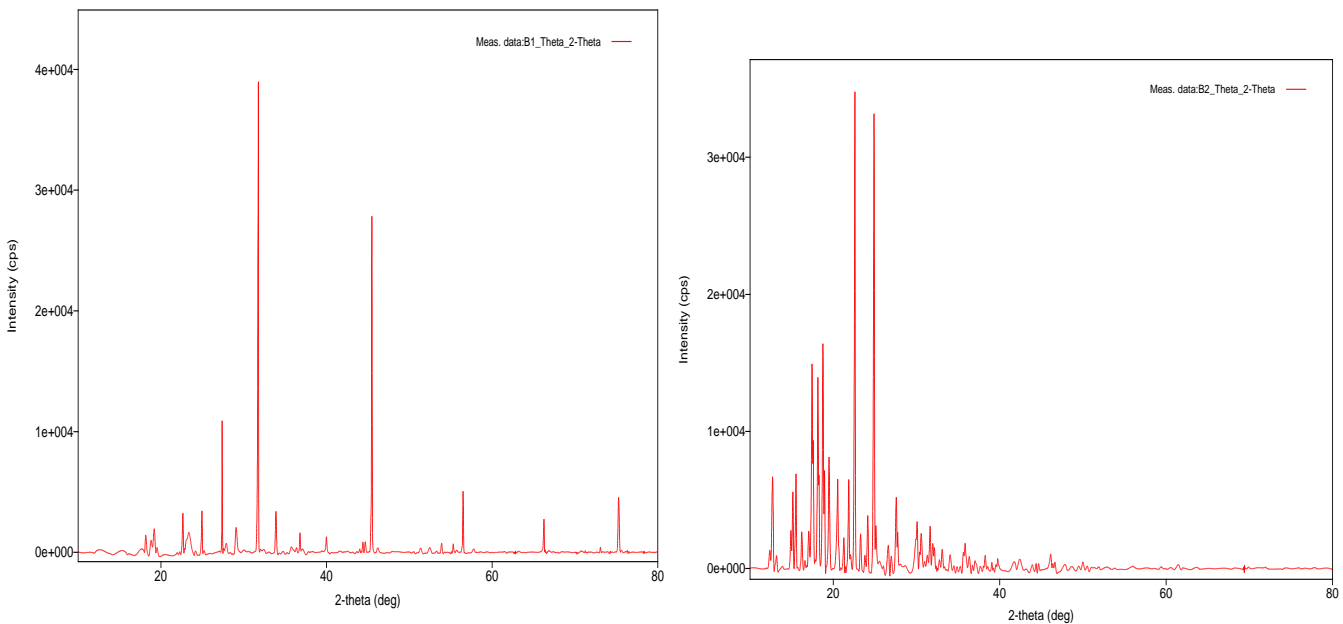 Meas. data:B1_Theta_2-Theta
4e+004
3e+004
2e+004
1e+004
0e+000
Intensity (cps)
20
40
60
80
2-theta (deg)
Meas. data:B2_Theta_2-Theta
3e+004
2e+004
1e+004
0e+000
Intensity (cps)
20
40
60
80
2-theta (deg)